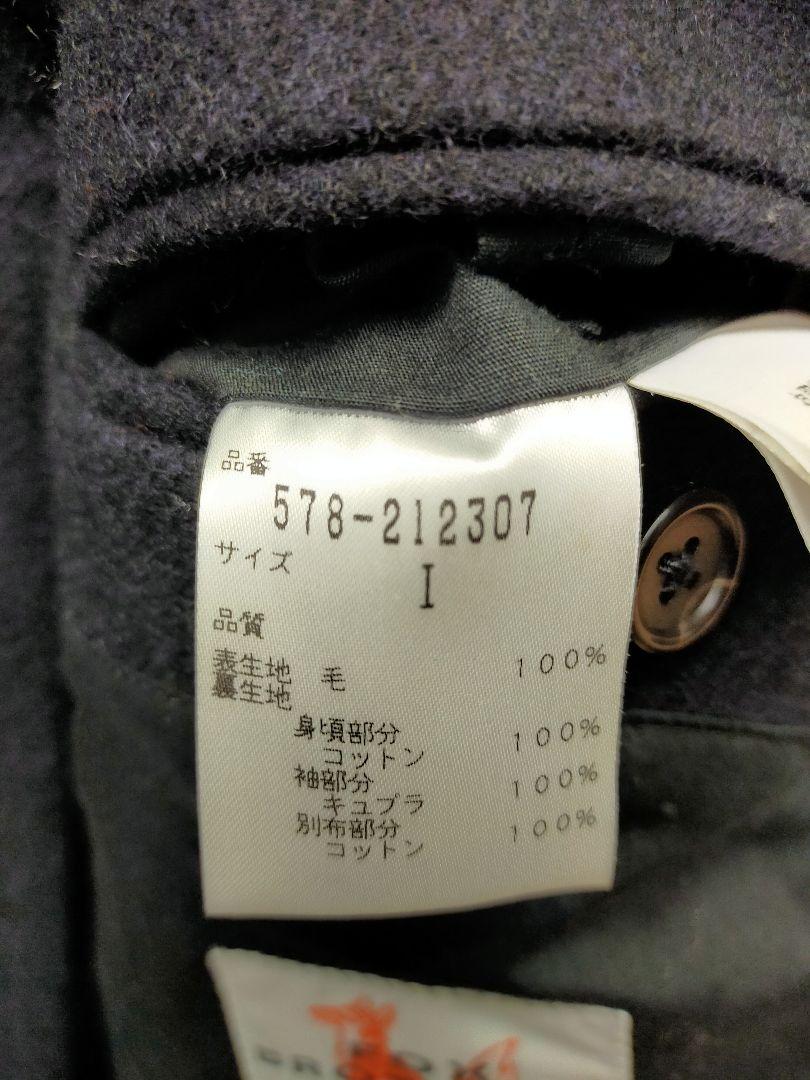 品番
578-212307
サイズ
I
品質
表生地 毛 100%
裏生地
身頃部分
コットン 100%
袖部分
キュプラ 100%
別布部分
コットン 100%
FOX
BRO